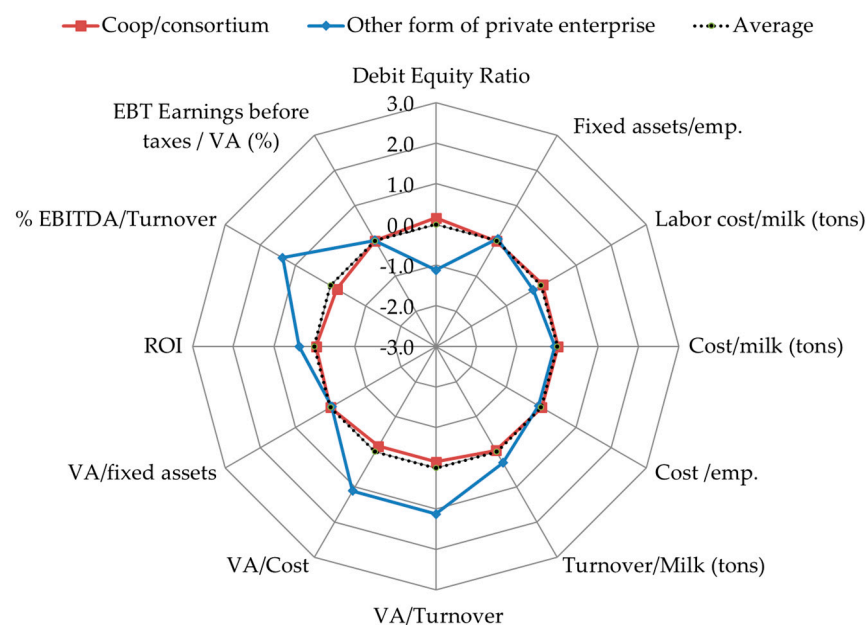 Coop/consortium Other form of private enterprise Average
Debit Equity Ratio
EBT Earnings before
taxes / VA (%)
Fixed assets/emp.
% EBITDA/Turnover
Labor cost/milk (tons)
ROI
Cost/milk (tons)
VA/fixed assets
Cost /emp.
VA/Cost
Turnover/Milk (tons)
VA/Turnover
3.0
2.0
1.0
0.0
-1.0
-2.0
-3.0